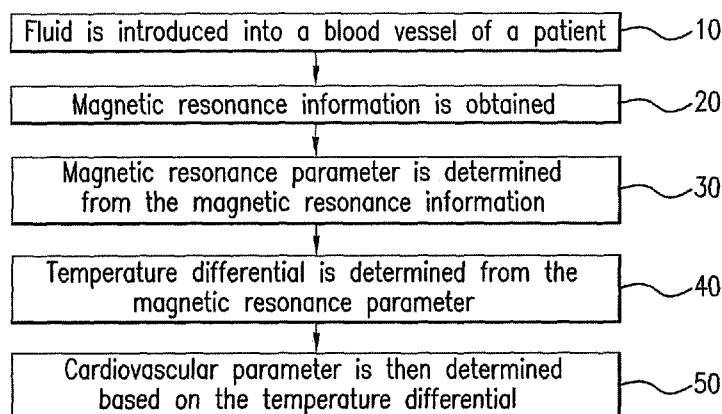 Fluid is introduced into a blood vessel of a patient 10
Magnetic resonance information is obtained 20
Magnetic resonance parameter is determined
from the magnetic resonance information 30
Temperature differential is determined from the
magnetic resonance parameter 40
Cardiovascular parameter is then determined
based on the temperature differential 50